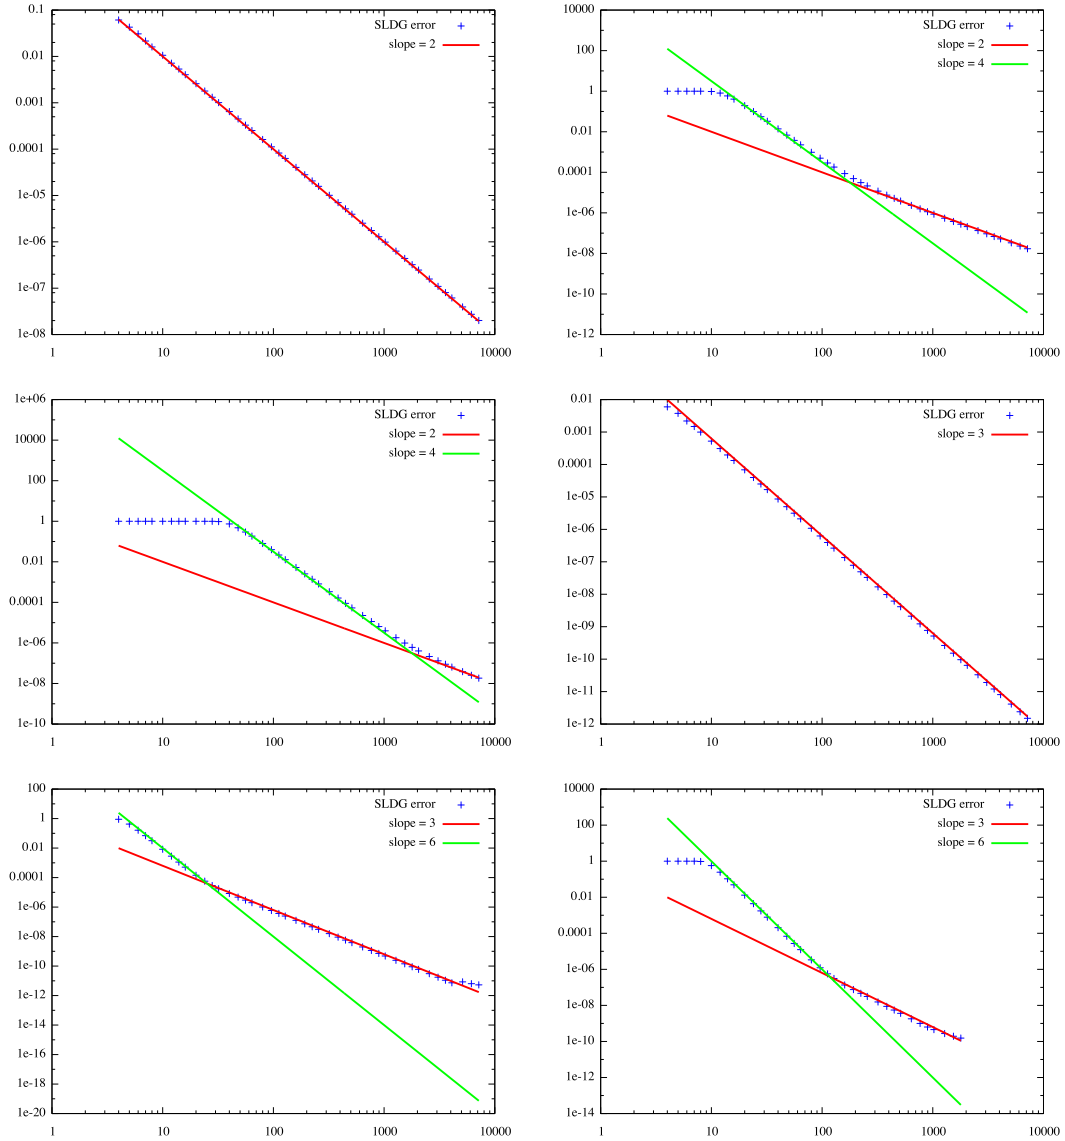 0.1
0.01
0.001
0.0001
1e-05
1e-06
1e-07
1e-08
1 10 100 1000 10000
SLDG error
slope = 2
10000
100
1
0.01
0.0001
1e-06
1e-08
1e-10
1e-12
1 10 100 1000 10000
SLDG error
slope = 2
slope = 4
1e+06
10000
100
1
0.01
0.0001
1e-06
1e-08
1e-10
1 10 100 1000 10000
SLDG error
slope = 2
slope = 4
0.01
0.001
0.0001
1e-05
1e-06
1e-07
1e-08
1e-09
1e-10
1e-11
1e-12
1 10 100 1000 10000
SLDG error
slope = 3
100
1
0.01
0.0001
1e-06
1e-08
1e-10
1e-12
1e-14
1e-16
1e-18
1e-20
1 10 100 1000 10000
SLDG error
slope = 3
slope = 6
10000
100
1
0.01
0.0001
1e-06
1e-08
1e-10
1e-12
1e-14
1 10 100 1000 10000
SLDG error
slope = 3
slope = 6